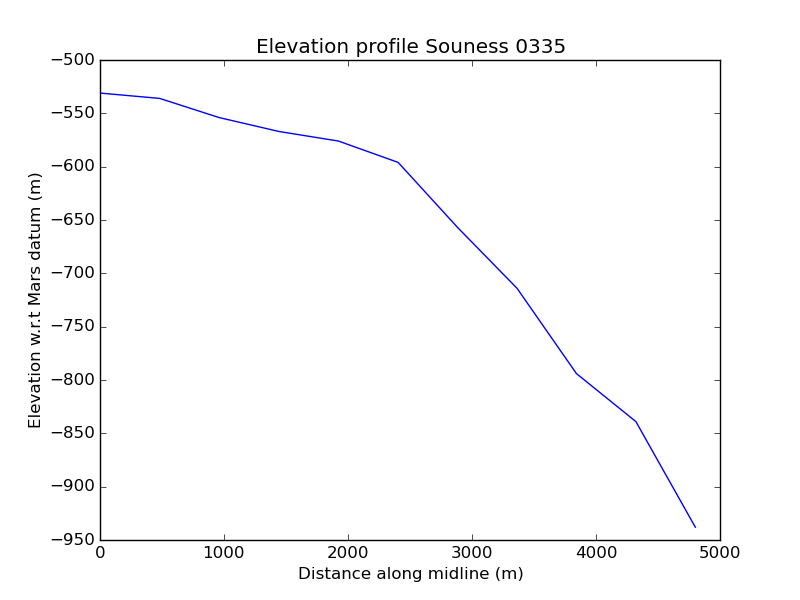 Elevation profile Souness 0335
Elevation w.r.t Mars datum (m)
−500
−550
−600
−650
−700
−750
−800
−850
−900
−950
0 1000 2000 3000 4000 5000
Distance along midline (m)